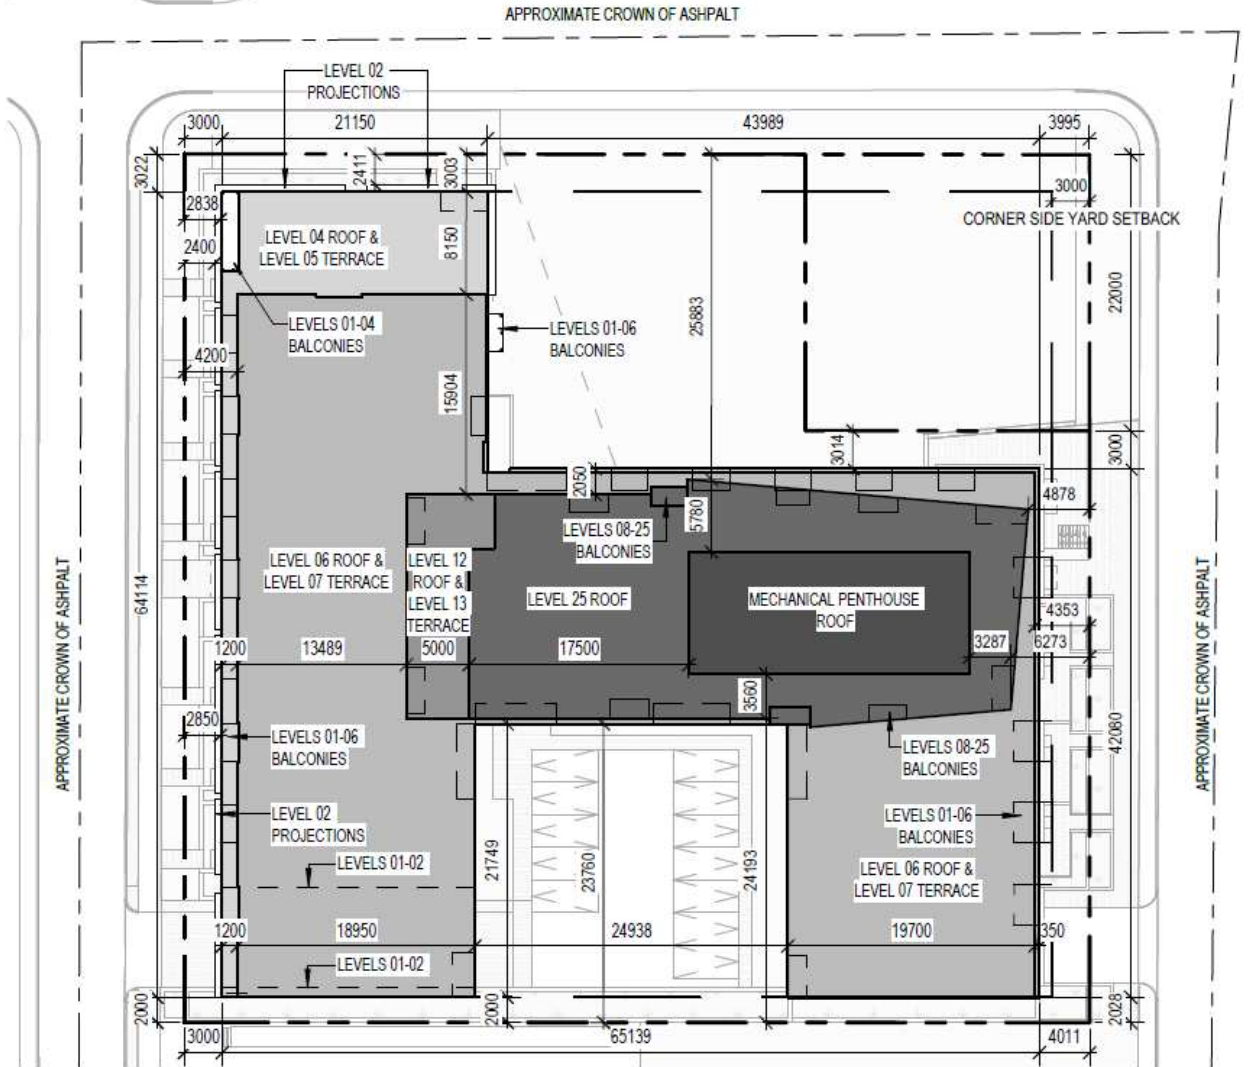 APPROXIMATE CROWN OF ASHPALT
LEVEL 02
PROJECTIONS
3000
21150
43989
3995
3022
2411
3003
3000
2838
CORNER SIDE YARD SETBACK
2400
LEVEL 04 ROOF &
LEVEL 05 TERRACE
8150
22000
LEVELS 01-04
BALCONIES
LEVELS 01-06
BALCONIES
25883
4200
15904
3014
3000
2050
4878
5780
LEVELS 08-25
BALCONIES
LEVEL 06 ROOF &
LEVEL 07 TERRACE
LEVEL 12
ROOF &
LEVEL 13
TERRACE
LEVEL 25 ROOF
MECHANICAL PENTHOUSE
ROOF
64114
APPROXIMATE CROWN OF ASHPALT
APPROXIMATE CROWN OF ASHPALT
4353
1200
13489
5000
17500
3287
6273
3560
2850
LEVELS 01-06
BALCONIES
LEVELS 08-25
BALCONIES
42080
LEVEL 02
PROJECTIONS
LEVELS 01-06
BALCONIES
21749
23760
24193
LEVELS 01-02
LEVEL 06 ROOF &
LEVEL 07 TERRACE
1200
18950
24938
19700
350
LEVELS 01-02
2000
2000
2028
3000
65139
4011